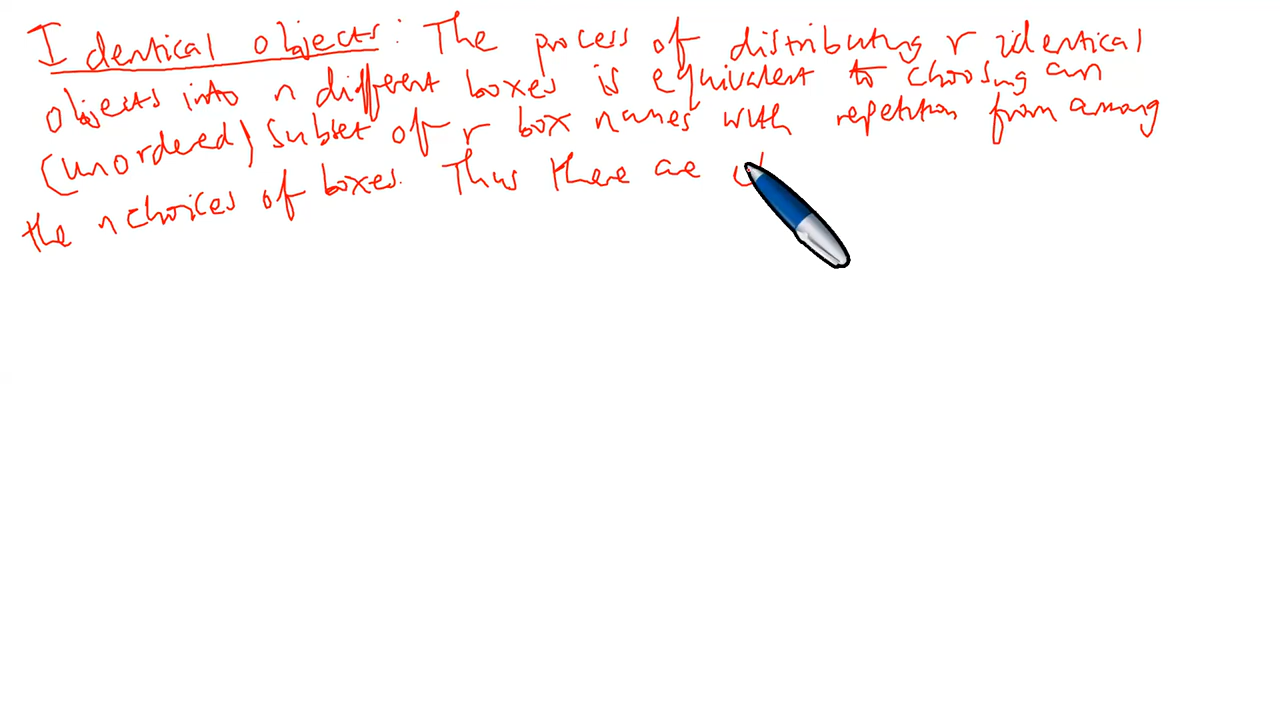 Identical objects: The process of distributing r identical
objects into n different boxes is equivalent to choosing an
(unordered) subset of r box names with repetition from among
the n choices of boxes. Thus there are